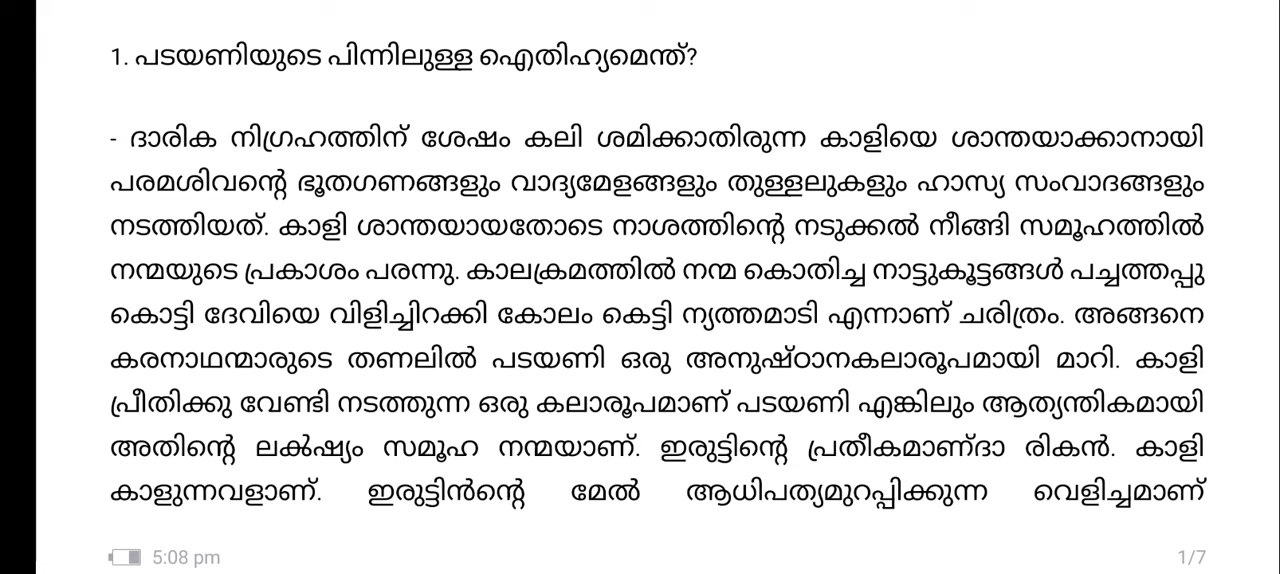 1. പടയണിയുടെ പിന്നിലുള്ള ഐതിഹ്യമെന്ത്?
- ദാരിക നിഗ്രഹത്തിന് ശേഷം കലി ശമിക്കാതിരുന്ന കാളിയെ ശാന്തയാക്കാനായി
പരമശിവന്റെ ഭൂതഗണങ്ങളും വാദ്യമേളങ്ങളും തുള്ളലുകളും ഹാസ്യ സംവാദങ്ങളും
നടത്തിയത്. കാളി ശാന്തയായതോടെ നാശത്തിന്റെ നടുക്കൽ നീങ്ങി സമൂഹത്തിൽ
നന്മയുടെ പ്രകാശം പരന്നു. കാലക്രമത്തിൽ നന്മ കൊതിച്ച നാട്ടുകൂട്ടങ്ങൾ പച്ചത്തപ്പു
കൊട്ടി ദേവിയെ വിളിച്ചിറക്കി കോലം കെട്ടി ന്യത്തമാടി എന്നാണ് ചരിത്രം. അങ്ങനെ
കരനാഥന്മാരുടെ തണലിൽ പടയണി ഒരു അനുഷ്ഠാനകലാരൂപമായി മാറി. കാളി
പ്രീതിക്കു വേണ്ടി നടത്തുന്ന ഒരു കലാരൂപമാണ് പടയണി എങ്കിലും ആത്യന്തികമായി
അതിന്റെ ലൿഷ്യം സമൂഹ നന്മയാണ്. ഇരുട്ടിന്റെ പ്രതീകമാണ്ദാ രികൻ. കാളി
കാളുന്നവളാണ്. ഇരുട്ടിൻന്റെ മേൽ ആധിപത്യമുറപ്പിക്കുന്ന വെളിച്ചമാണ്
5:08 pm
1/7